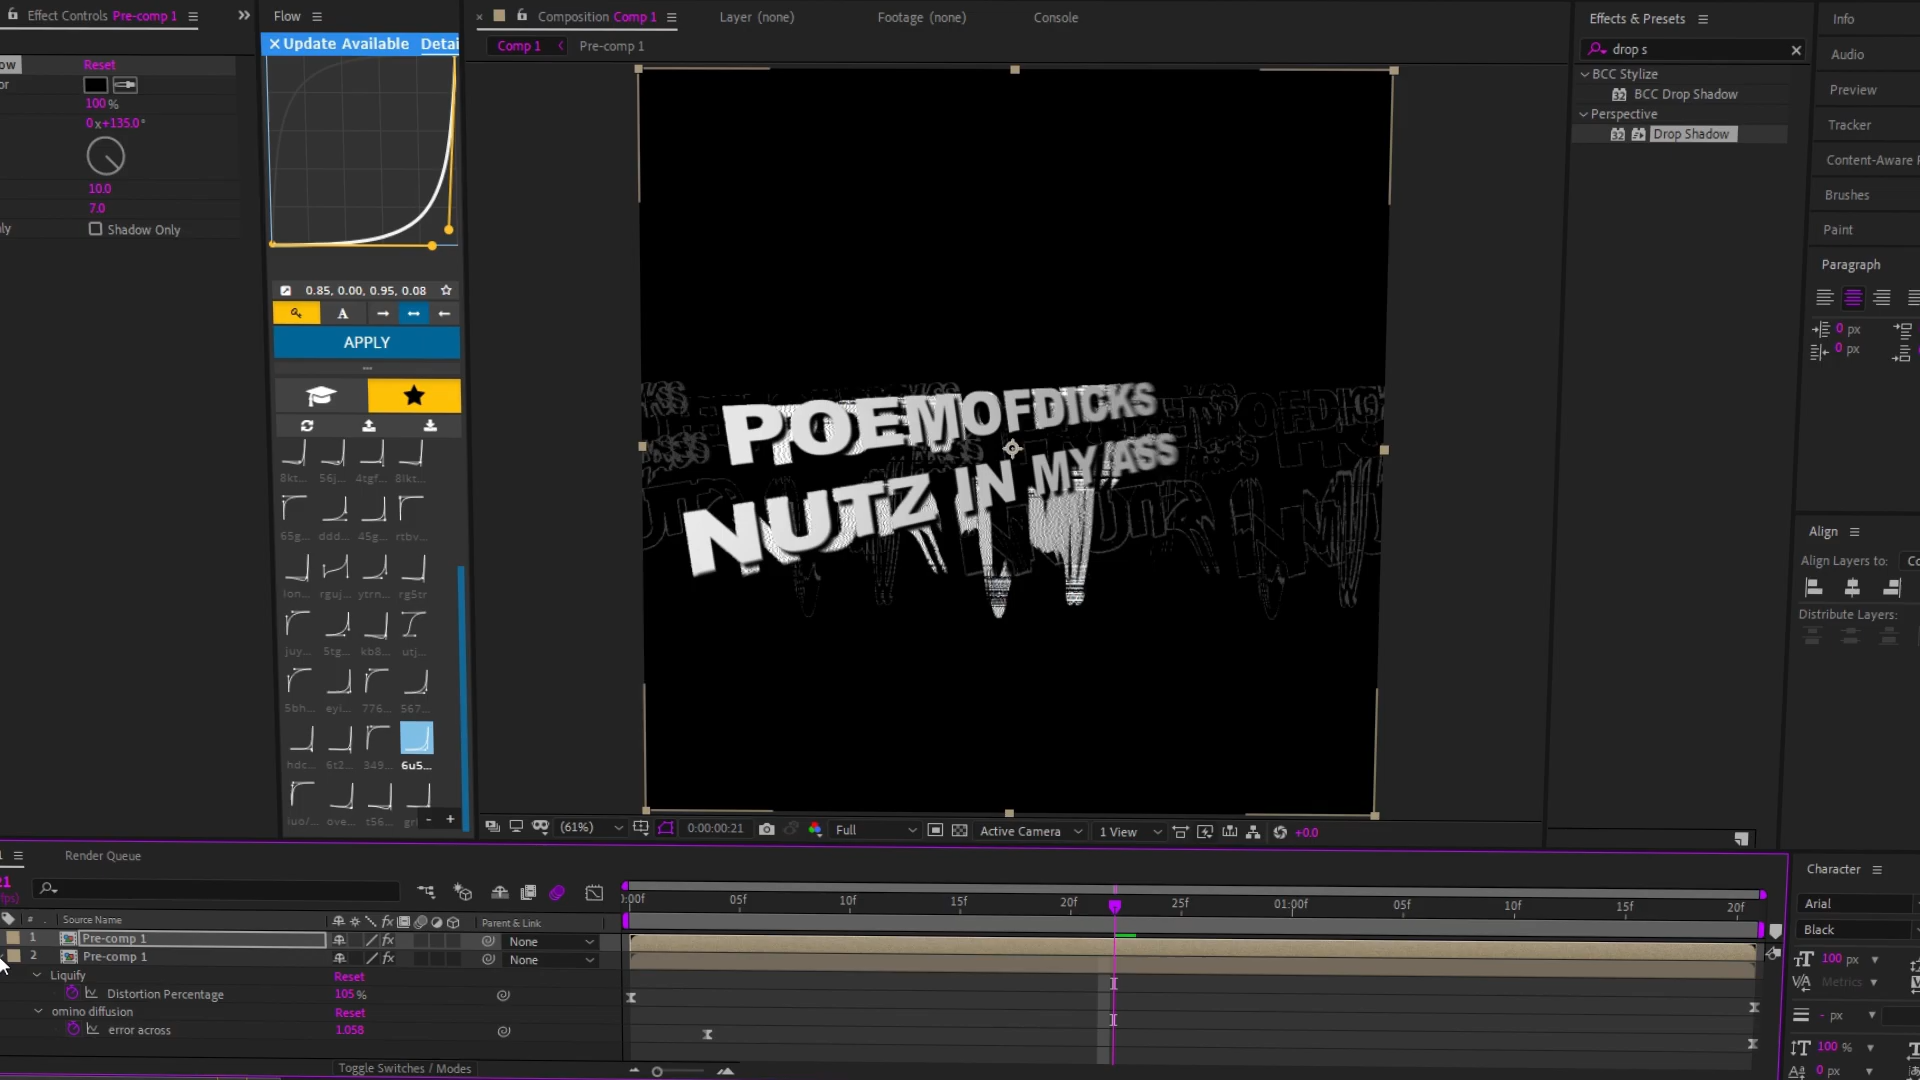 Effect Controls Pre-comp 1
Flow
Composition Comp 1
Layer (none)
Footage (none)
Console
Effects & Presets
Info
Update Available
Comp 1
Pre-comp 1
drop s
Audio
Reset
BCC Stylize
BCC Drop Shadow
Preview
100 %
Perspective
0x+135.0°
Drop Shadow
Tracker
Content-Aware
Brushes
10.0
7.0
Shadow Only
Paint
Paragraph
0.85, 0.00, 0.95, 0.08
A
APPLY
0 px
0 px
POEMOFDICKS
NUTZ IN MY ASS
8kt...
56j...
4tgf...
8lkt...
65g...
ddd...
45g...
rtbv...
Align
Align Layers to:
ion...
rguj...
ytrn...
rg5tr
Distribute Layers:
juy...
5tg...
kb8...
utj...
5bh...
eyi...
776...
567...
hdc...
6t2...
349...
6u5...
iuo/...
ove...
t56...
(61%)
0:00:00:21
Full
Active Camera
1 View
+0.0
Render Queue
Character
05f
10f
15f
20f
25f
01:00f
05f
10f
15f
20f
Arial
# Source Name
Parent & Link
Black
1 Pre-comp 1
None
2 Pre-comp 1
None
100 px
Liquify
Reset
Metrics
Distortion Percentage
105 %
omino diffusion
Reset
- px
error across
1.058
100 %
Toggle Switches / Modes
0 px